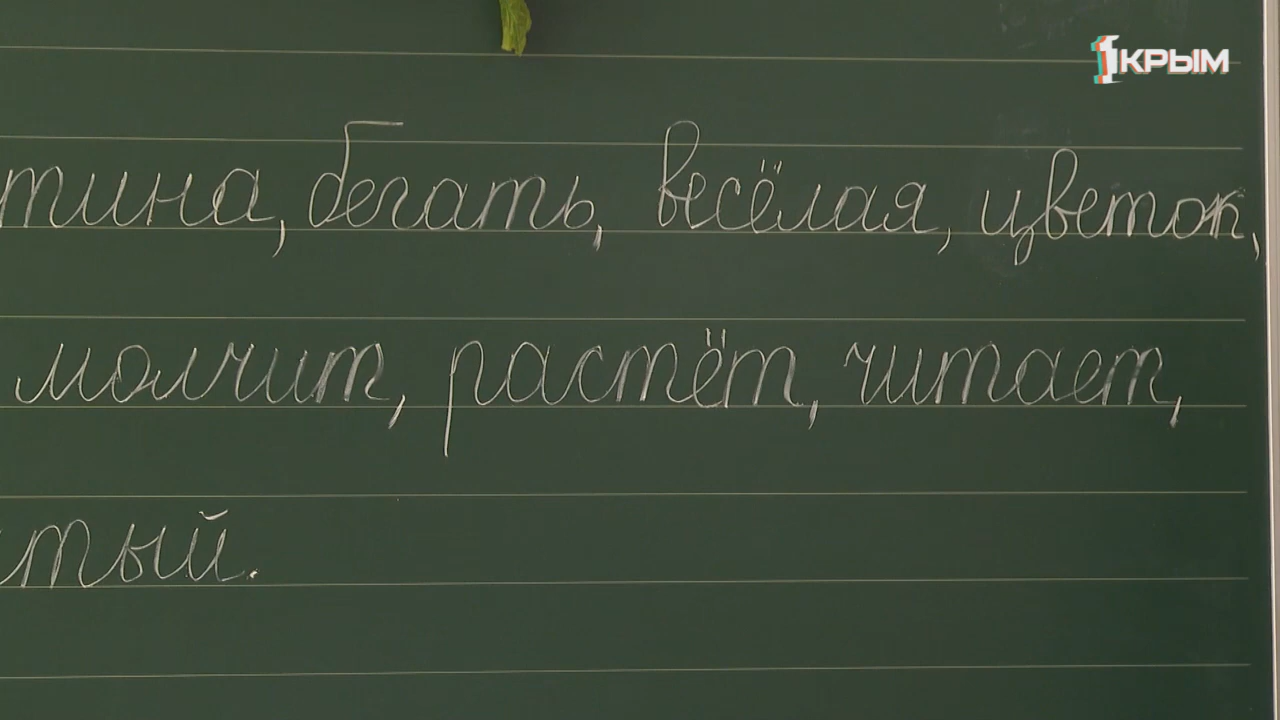 1КРЫМ
тина, бегать, весёлая, цветок,
молчит, растёт, читает,
тый.